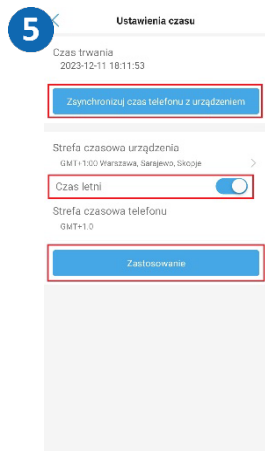 5
Ustawienia czasu
Czas trwania
2023-12-11 18:11:53
Zsynchronizuj czas telefonu z urządzeniem
Strefa czasowa urządzenia
GMT+1:00 Warszawa, Sarajewo, Skopje
Czas letni
Strefa czasowa telefonu
GMT+1.0
Zastosowanie